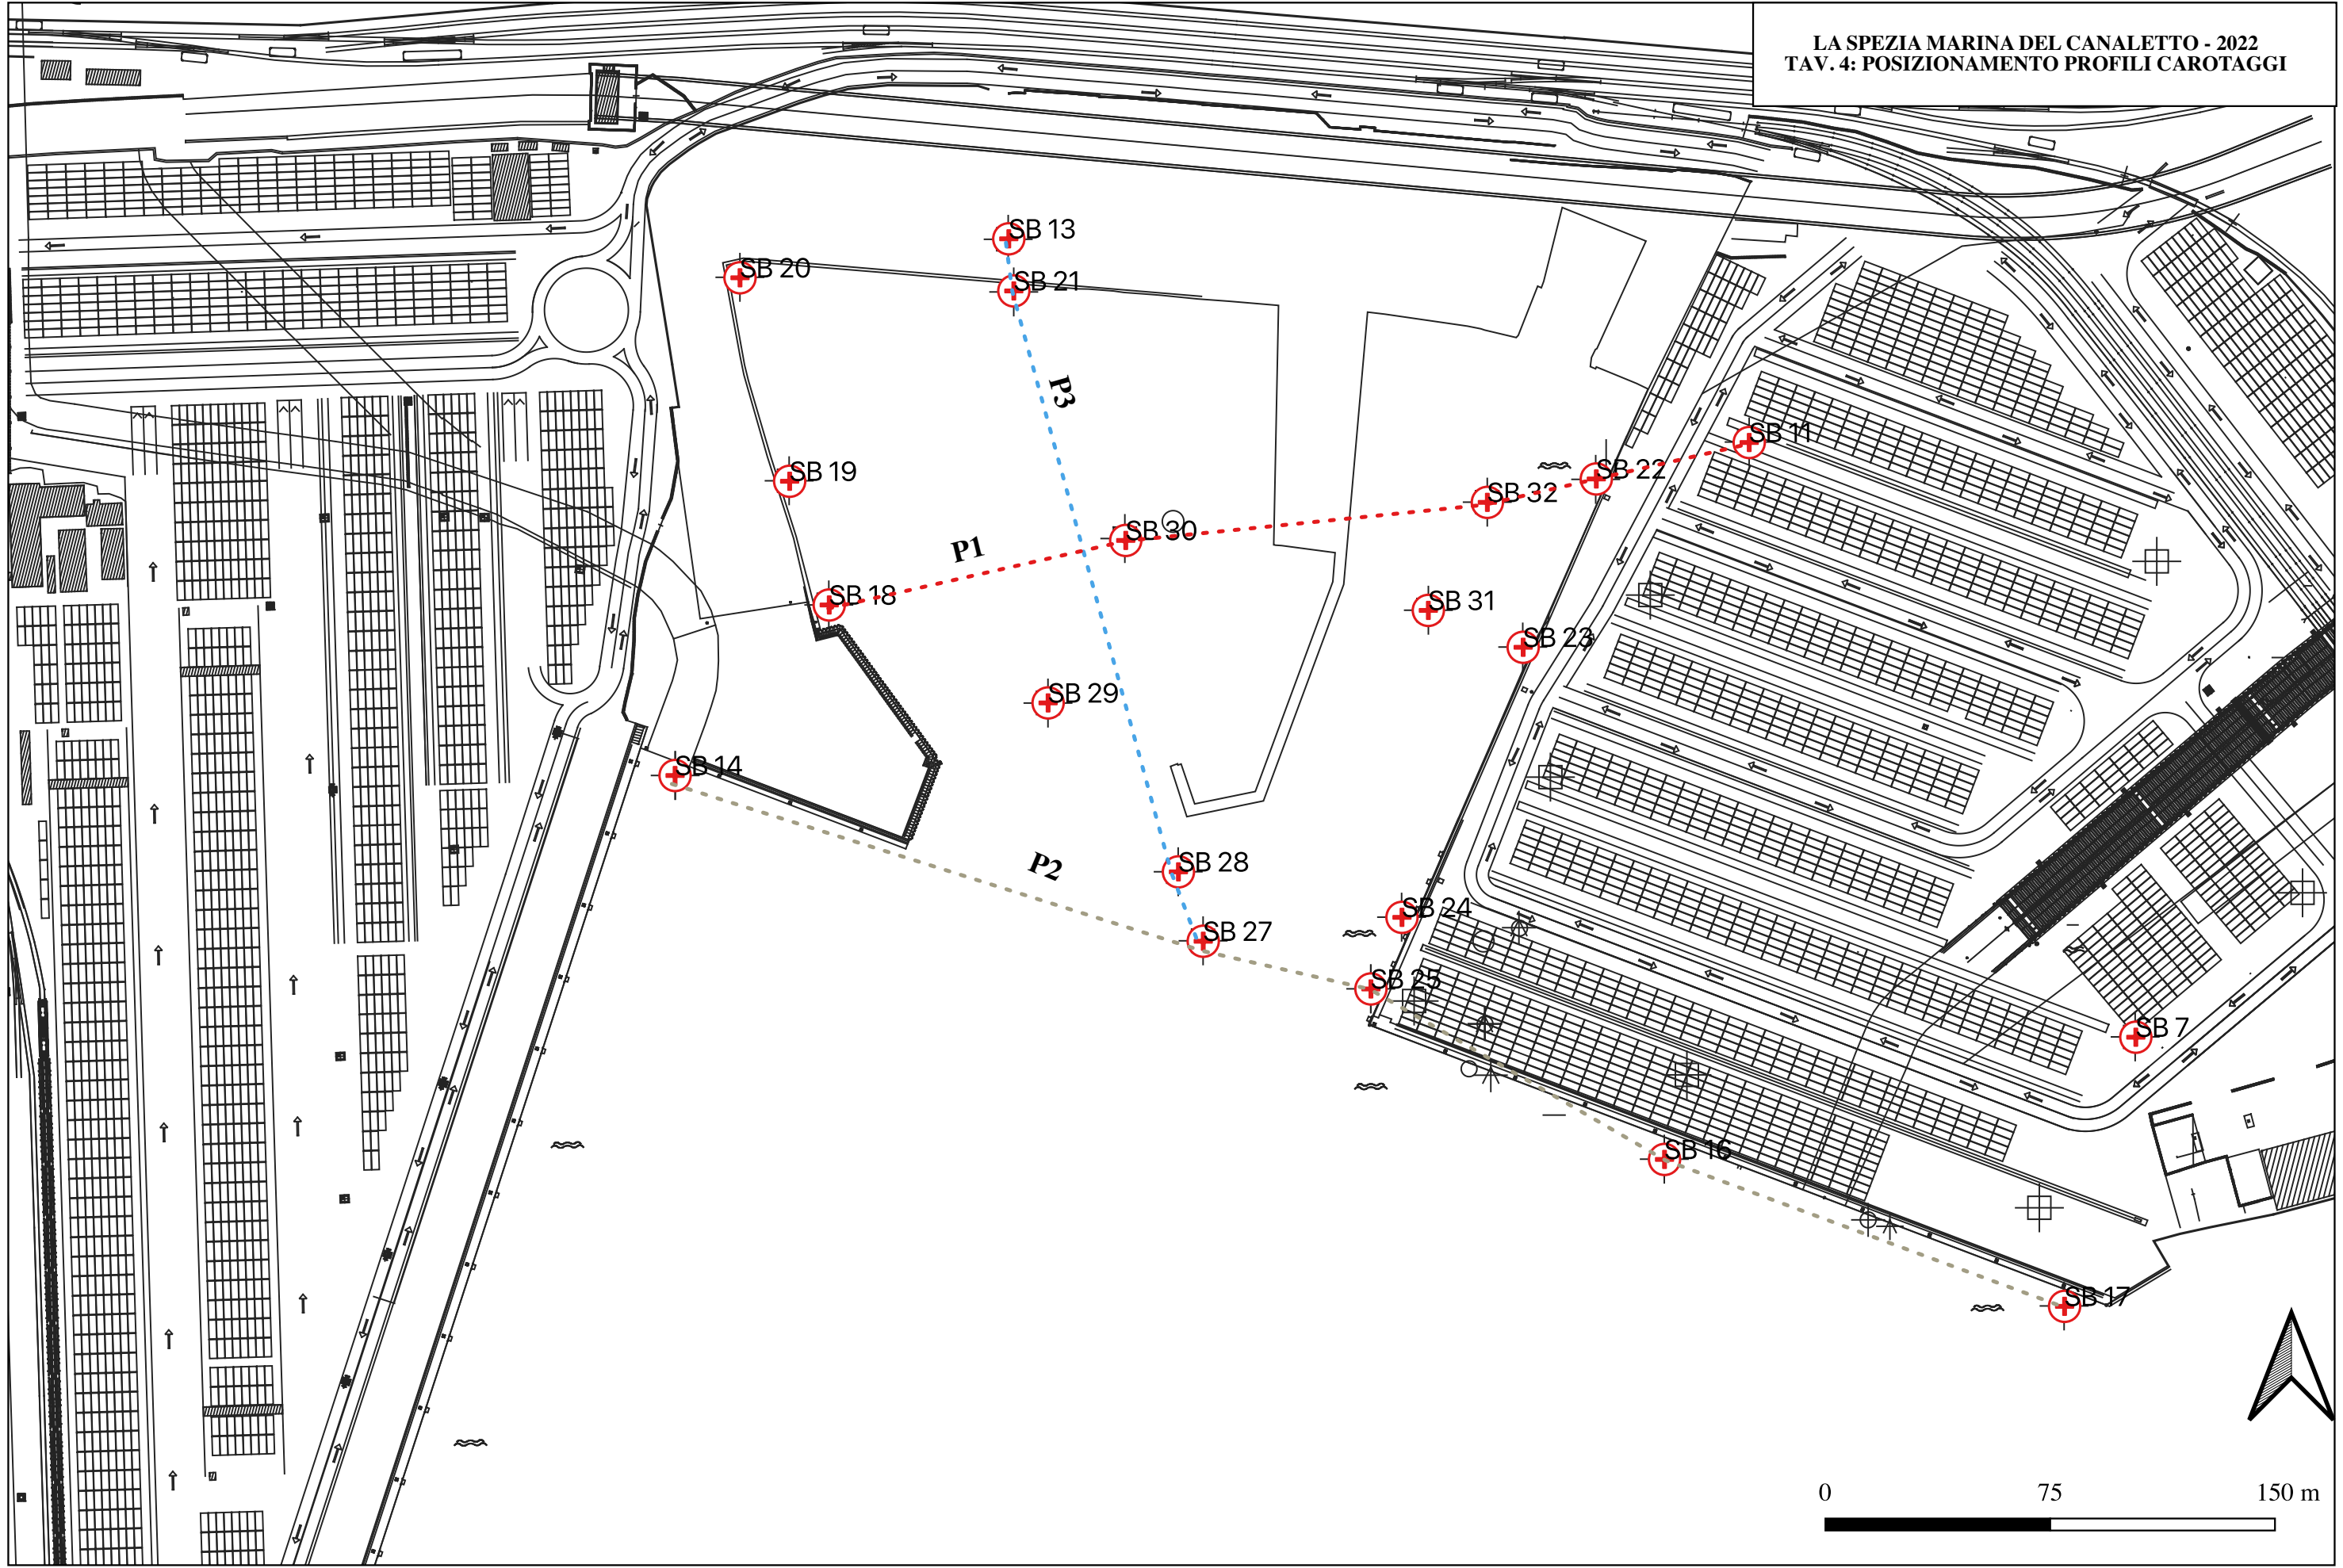 LA SPEZIA MARINA DEL CANALETTO - 2022
TAV. 4: POSIZIONAMENTO PROFILI CAROTAGGI
SB 13
SB 20
SB 21
P3
SB 11
SB 19
SB 22
SB 32
SB 30
P1
SB 18
SB 31
SB 23
SB 29
SB 14
P2
SB 28
SB 24
SB 27
SB 25
SB 7
SB 16
SB 17
0 75 150 m